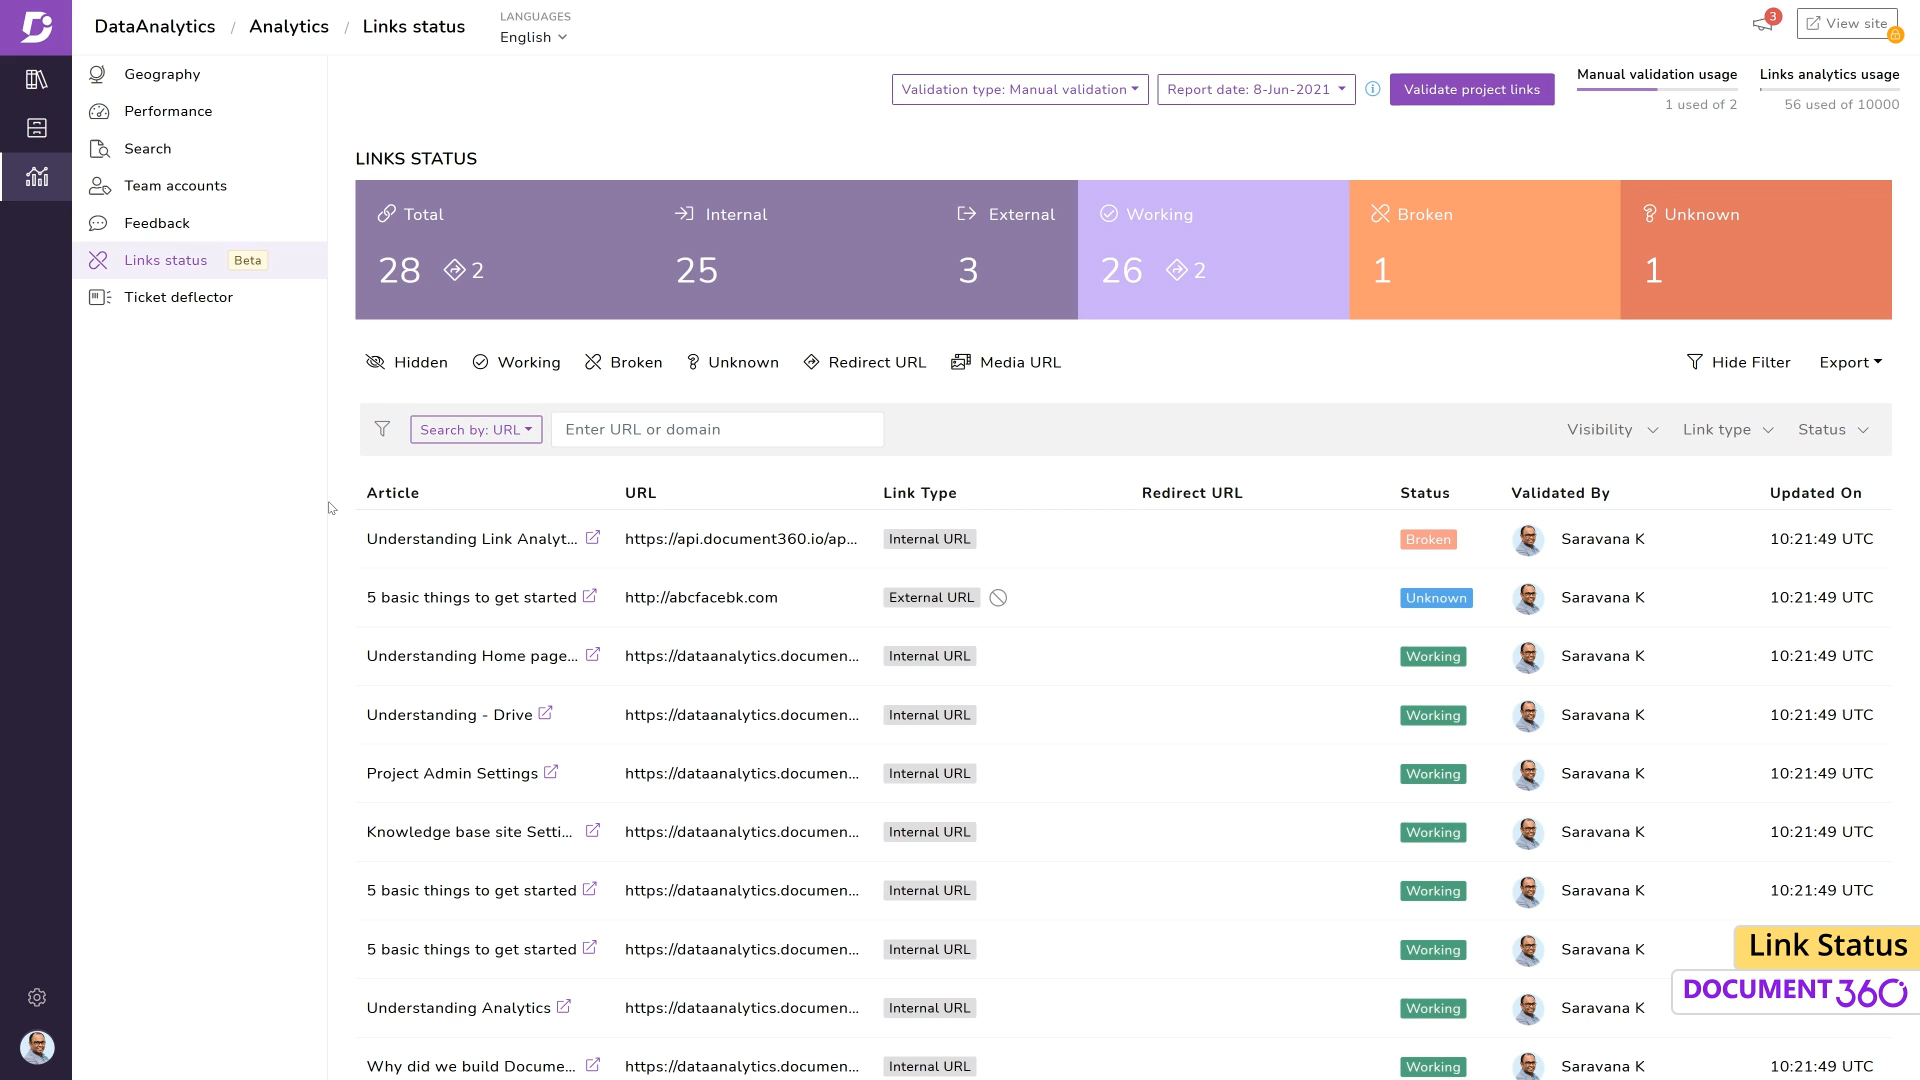 DataAnalytics / Analytics / Links status
LANGUAGES
English
3
View site
Geography
Performance
Search
Team accounts
Feedback
Links status Beta
Ticket deflector
Validation type: Manual validation
Report date: 8-Jun-2021
Validate project links
Manual validation usage
1 used of 2
Links analytics usage
56 used of 10000
LINKS STATUS
Total Internal External Working Broken Unknown
28 2 25 3 26 2 1 1
Hidden Working Broken Unknown Redirect URL Media URL Hide Filter Export
Search by: URL Enter URL or domain Visibility Link type Status
Article URL Link Type Redirect URL Status Validated By Updated On
Understanding Link Analyt... https://api.document360.io/ap... Internal URL Broken Saravana K 10:21:49 UTC
5 basic things to get started http://abcfacebk.com External URL Unknown Saravana K 10:21:49 UTC
Understanding Home page... https://dataanalytics.documen... Internal URL Working Saravana K 10:21:49 UTC
Understanding - Drive https://dataanalytics.documen... Internal URL Working Saravana K 10:21:49 UTC
Project Admin Settings https://dataanalytics.documen... Internal URL Working Saravana K 10:21:49 UTC
Knowledge base site Setti... https://dataanalytics.documen... Internal URL Working Saravana K 10:21:49 UTC
5 basic things to get started https://dataanalytics.documen... Internal URL Working Saravana K 10:21:49 UTC
5 basic things to get started https://dataanalytics.documen... Internal URL Working Saravana K
Understanding Analytics https://dataanalytics.documen... Internal URL Working Saravana K
Why did we build Docume... https://dataanalytics.documen... Internal URL Working Saravana K 10:21:49 UTC
Link Status
DOCUMENT360